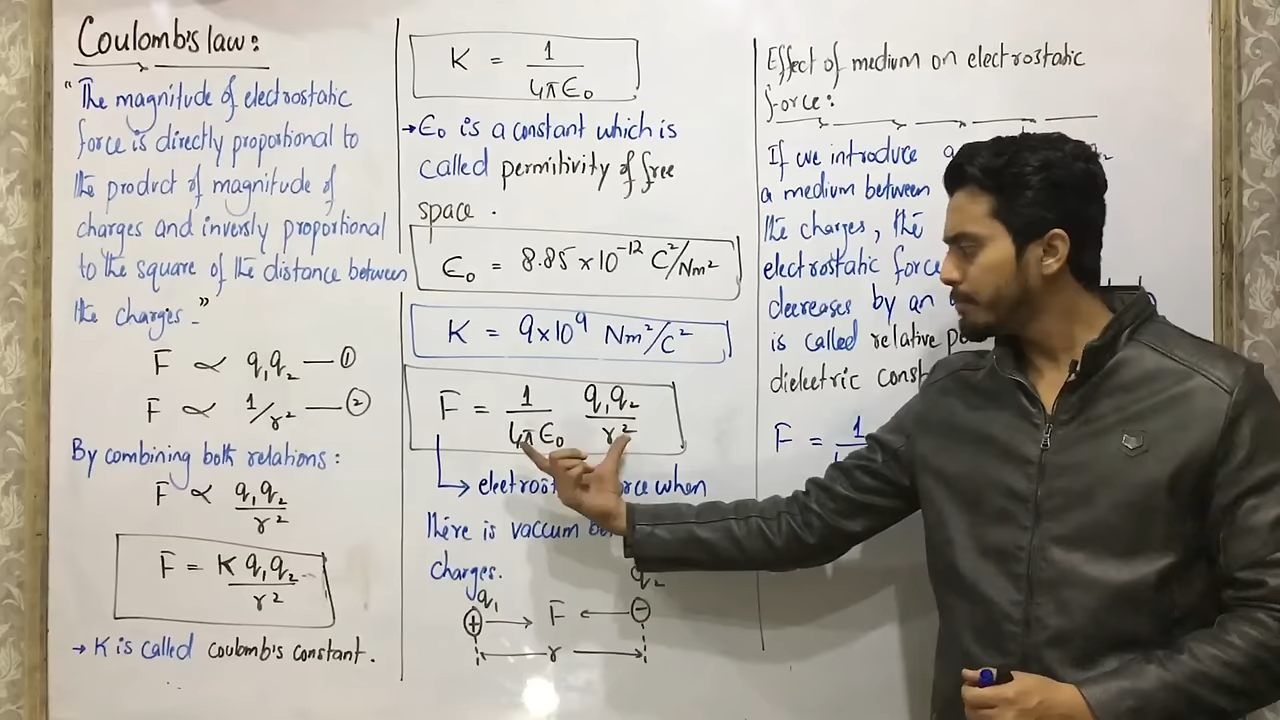 Coulomb's law:
"The magnitude of electrostatic
force is directly proportional to
the product of magnitude of
charges and inversly proportional
to the square of the distance between
the charges."
F ∝ q₁q₂ — ①
F ∝ 1/r² — ②
By combining both relations:
F ∝ q₁q₂/r²
F = K q₁q₂/r²
→ K is called coulomb's constant.
K = 1/4πϵ₀
→ ϵ₀ is a constant which is
called permitivity of free
space.
ϵ₀ = 8.85×10⁻¹² C²/Nm²
K = 9×10⁹ Nm²/C²
F = 1/4πϵ₀ q₁q₂/r²
when
There is vaccum
charges.
q₁ q₂
+ → F ← −
r
Effect of medium on electrostatic
force:
If we introduce
a medium between
the charges, the
electrostatic force
decreases by an
is called relative
dielectric
F = 1